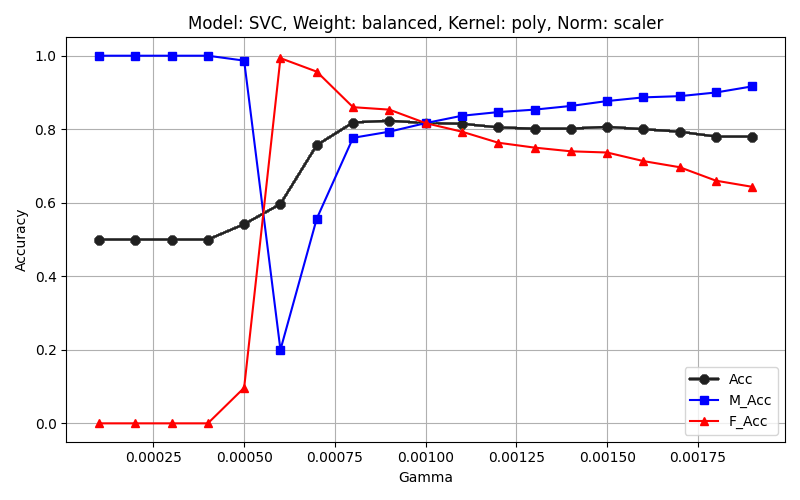 Model: SVC, Weight: balanced, Kernel: poly, Norm: scaler
1.0
0.8
0.6
0.4
0.2
0.0
Accuracy
Acc
M_Acc
F_Acc
0.00025 0.00050 0.00075 0.00100 0.00125 0.00150 0.00175
Gamma